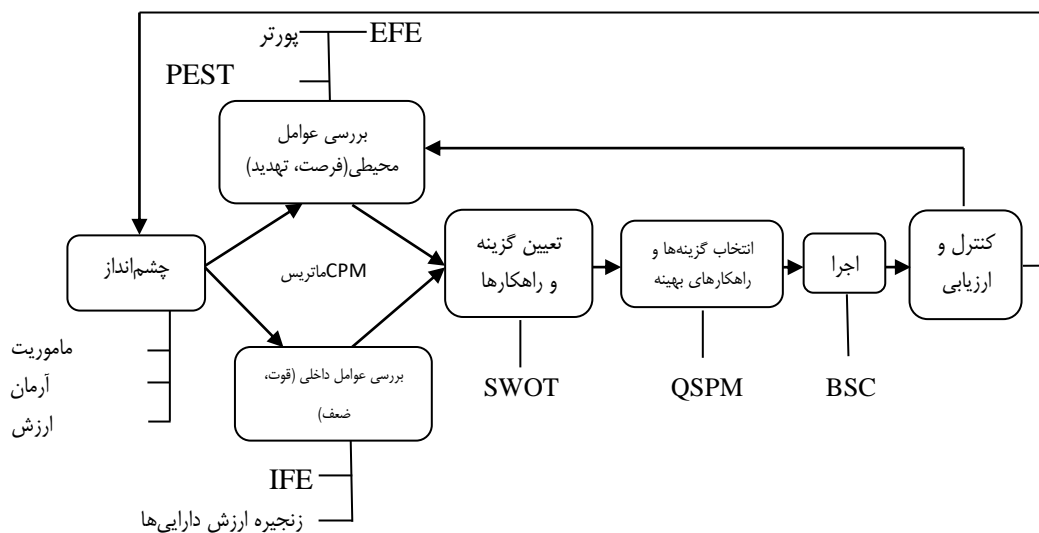 پورتر
EFE
PEST
بررسی عوامل
محیطی(فرصت، تهدید)
چشم‌انداز
ماتریسCPM
تعیین گزینه
و راهکارها
انتخاب گزینه‌ها و
راهکارهای بهینه
اجرا
کنترل و
ارزیابی
ماموریت
آرمان
ارزش
بررسی عوامل داخلی (قوت،
ضعف)
SWOT
QSPM
BSC
IFE
زنجیره ارزش دارایی‌ها